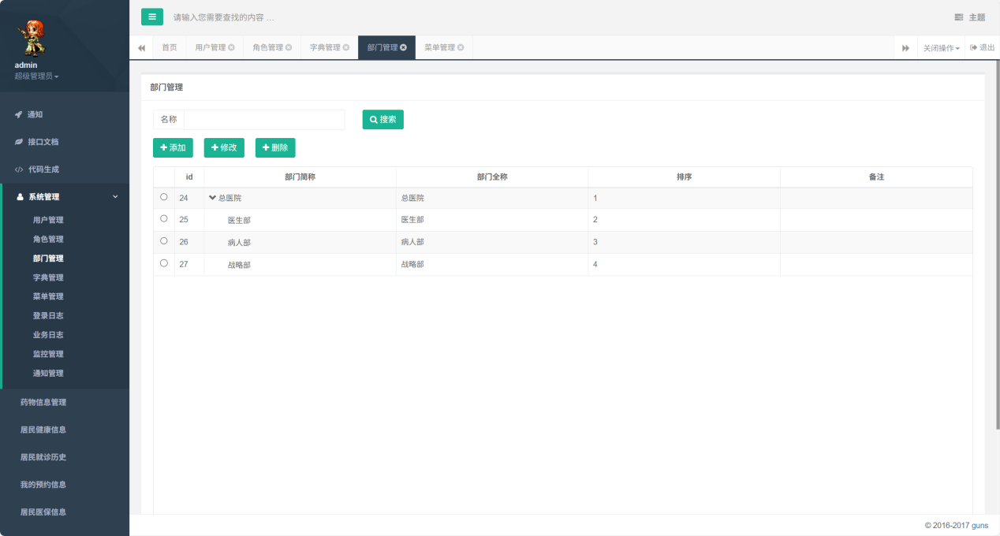 admin
超级管理员
通知
接口文档
代码生成
系统管理
用户管理
角色管理
部门管理
字典管理
菜单管理
登录日志
业务日志
监控管理
通知管理
药物信息管理
居民健康信息
居民就诊历史
我的预约信息
居民医保信息
请输入您需要查找的内容 …
主题
首页 用户管理 角色管理 字典管理 部门管理 菜单管理 关闭操作 退出
部门管理
名称 搜索
添加 修改 删除
id 部门简称 部门全称 排序 备注
24 总医院 总医院 1
25 医生部 医生部 2
26 病人部 病人部 3
27 战略部 战略部 4
© 2016-2017 guns